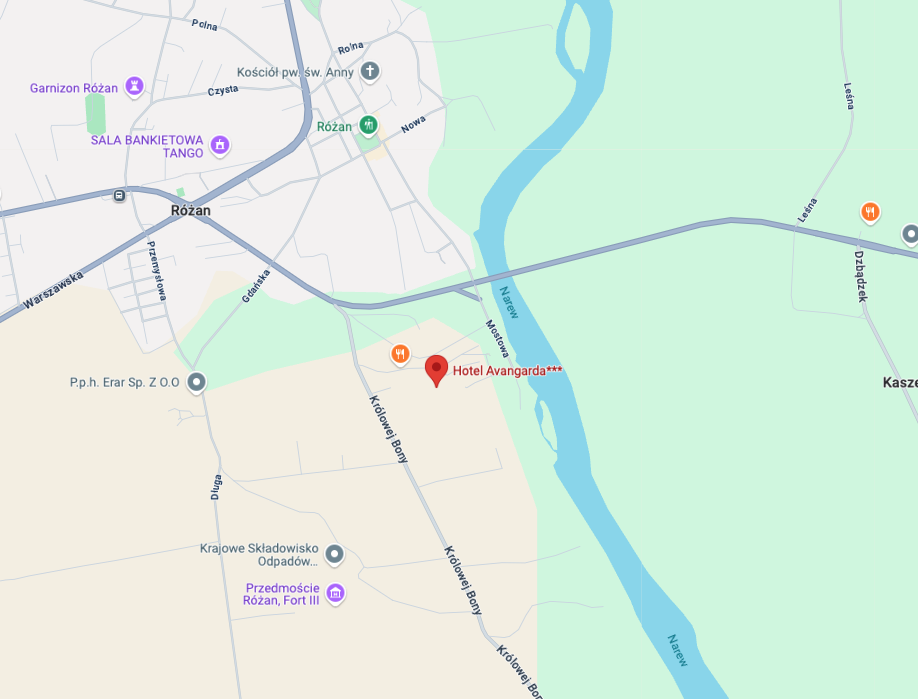 Polna
Rolna
Kościół pw. św. Anny
Garnizon Różan
Czysta
Leśna
Różan
Nowa
SALA BANKIETOWA
TANGO
Różan
Leśna
Przemysłowa
Warszawska
Gdańska
Dzbądzek
Narew
Mostowa
Hotel Avangarda***
P.p.h. Erar Sp. Z O.O
Kasze
Królowej Bony
Długa
Krajowe Składowisko
Odpadów...
Królowej Bony
Przedmoście
Różan, Fort III
Narew
Królowej Bo